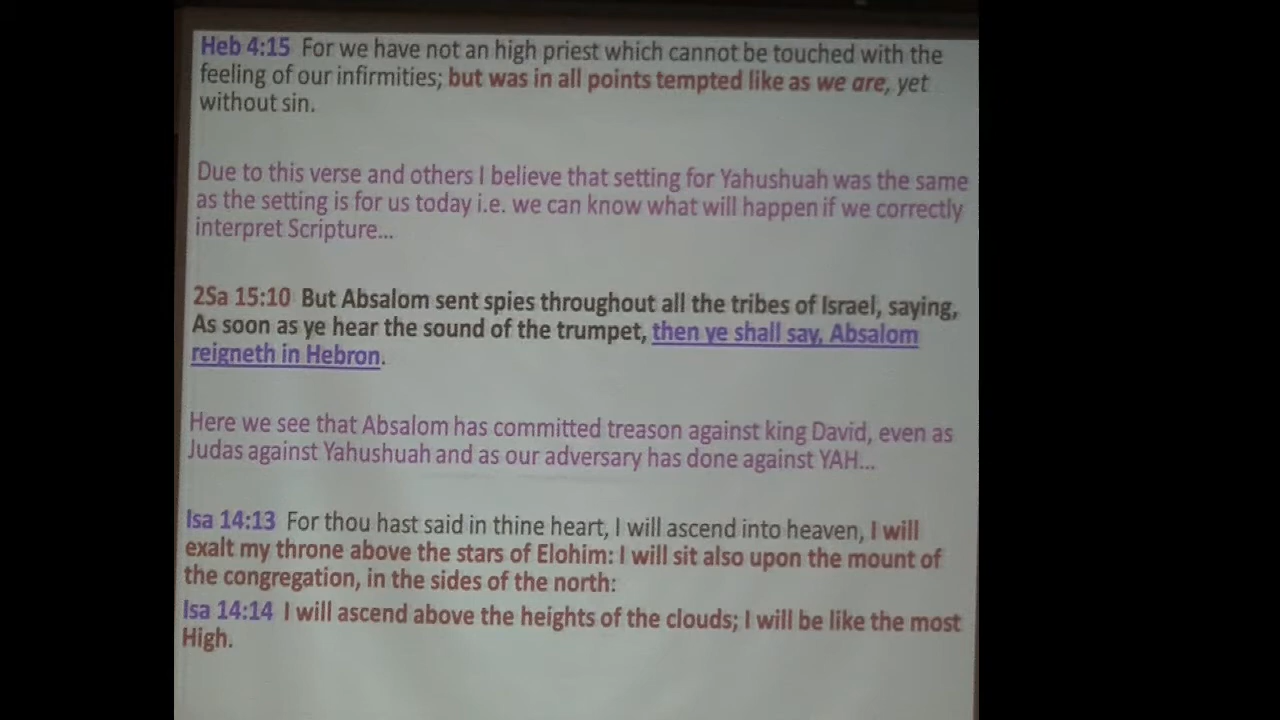 Heb 4:15 For we have not an high priest which cannot be touched with the
feeling of our infirmities; but was in all points tempted like as we are, yet
without sin.
Due to this verse and others I believe that setting for Yahushuah was the same
as the setting is for us today i.e. we can know what will happen if we correctly
interpret Scripture...
2Sa 15:10 But Absalom sent spies throughout all the tribes of Israel, saying,
As soon as ye hear the sound of the trumpet, then ye shall say, Absalom
reigneth in Hebron.
Here we see that Absalom has committed treason against king David, even as
Judas against Yahushuah and as our adversary has done against YAH...
Isa 14:13 For thou hast said in thine heart, I will ascend into heaven, I will
exalt my throne above the stars of Elohim: I will sit also upon the mount of
the congregation, in the sides of the north:
Isa 14:14 I will ascend above the heights of the clouds; I will be like the most
High.